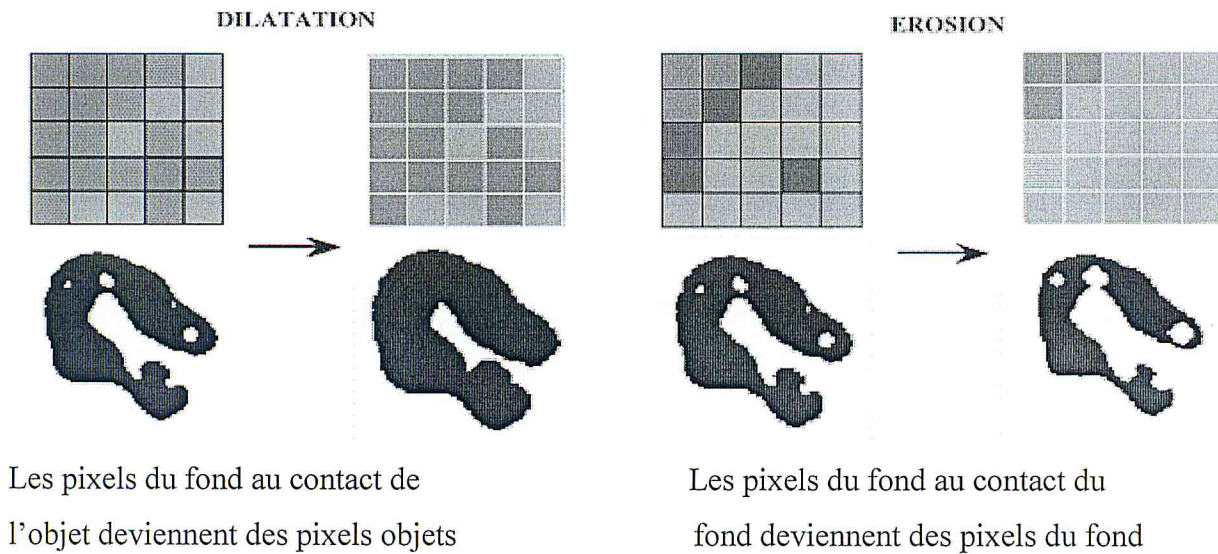 DILATATION
EROSION
Les pixels du fond au contact de
l'objet deviennent des pixels objets
Les pixels du fond au contact du
fond deviennent des pixels du fond